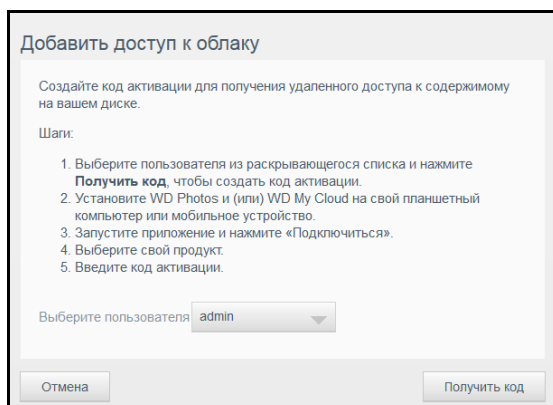 Добавить доступ к облаку
Создайте код активации для получения удаленного доступа к содержимому
на вашем диске.
Шаги:
1. Выберите пользователя из раскрывающегося списка и нажмите
Получить код, чтобы создать код активации.
2. Установите WD Photos и (или) WD My Cloud на свой планшетный
компьютер или мобильное устройство.
3. Запустите приложение и нажмите «Подключиться».
4. Выберите свой продукт.
5. Введите код активации.
Выберите пользователя admin
Отмена Получить код